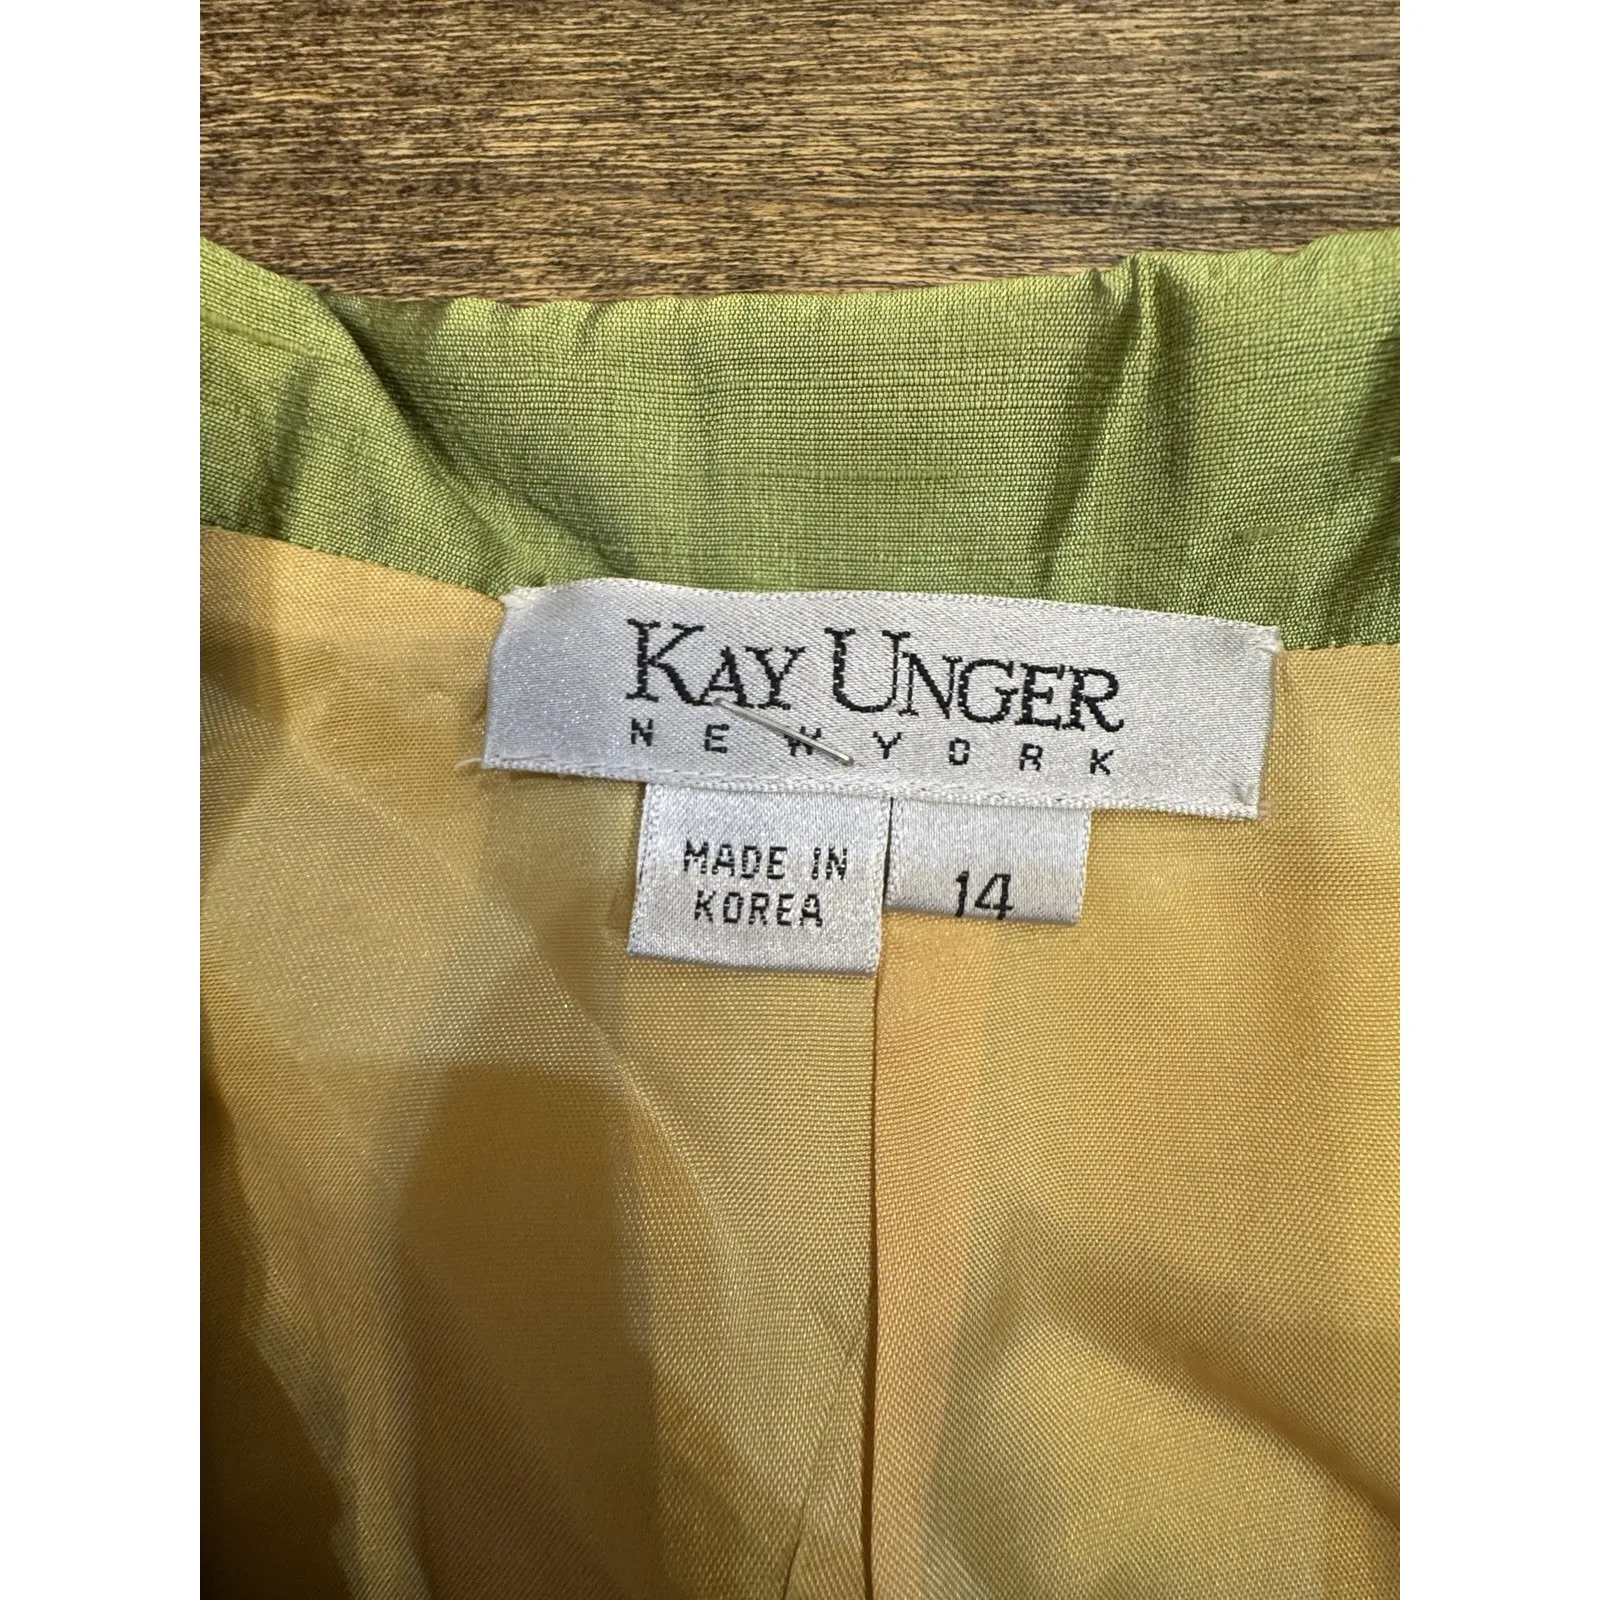 KAY UNGER
NEW YORK
MADE IN
KOREA
14